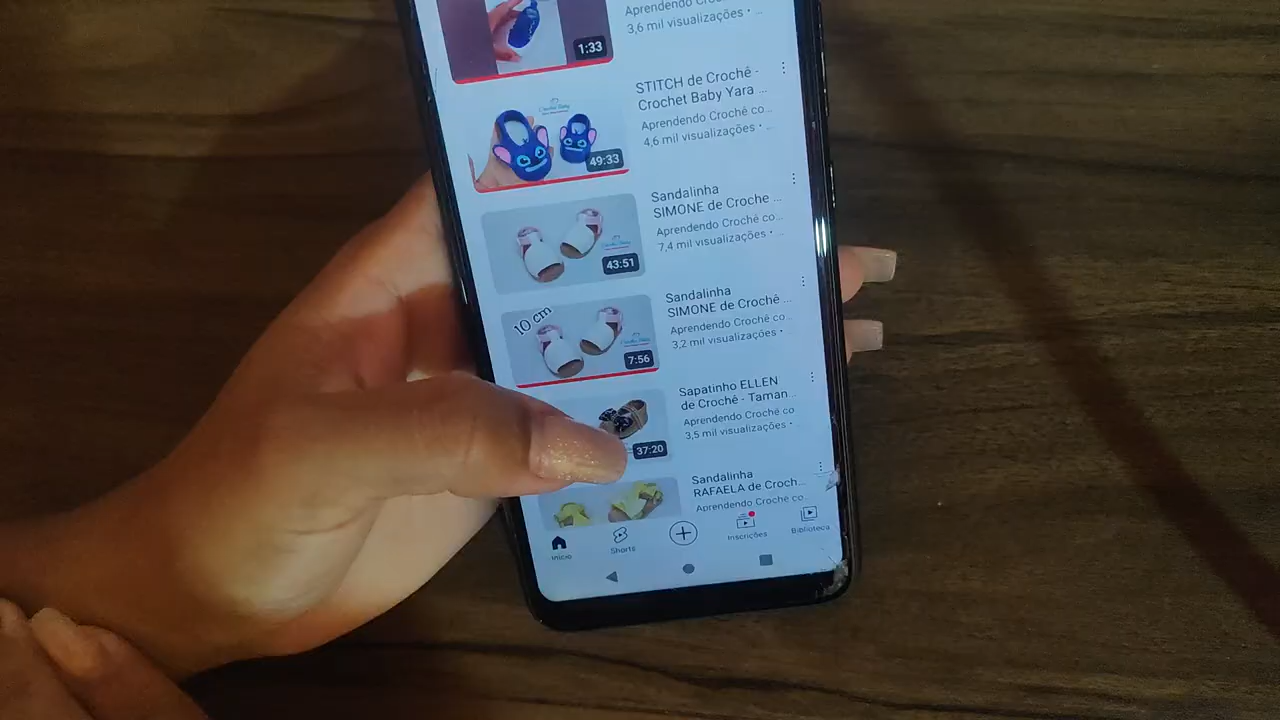 Aprendendo Croc
3,6 mil visualizações • ...
1:33
STITCH de Crochê -
Crochet Baby Yara ...
Aprendendo Crochê co...
4,6 mil visualizações • ...
49:33
Sandalinha
SIMONE de Croche ...
Aprendendo Crochê co...
7,4 mil visualizações • ...
43:51
10 cm
Sandalinha
SIMONE de Crochê ...
Aprendendo Crochê co...
3,2 mil visualizações •
7:56
Sapatinho ELLEN
de Crochê - Taman...
Aprendendo Crochê co
3,5 mil visualizações •
37:20
Sandalinha
RAFAELA de Croch...
Aprendendo Crochê co...
Início
Shorts
Inscrições
Biblioteca